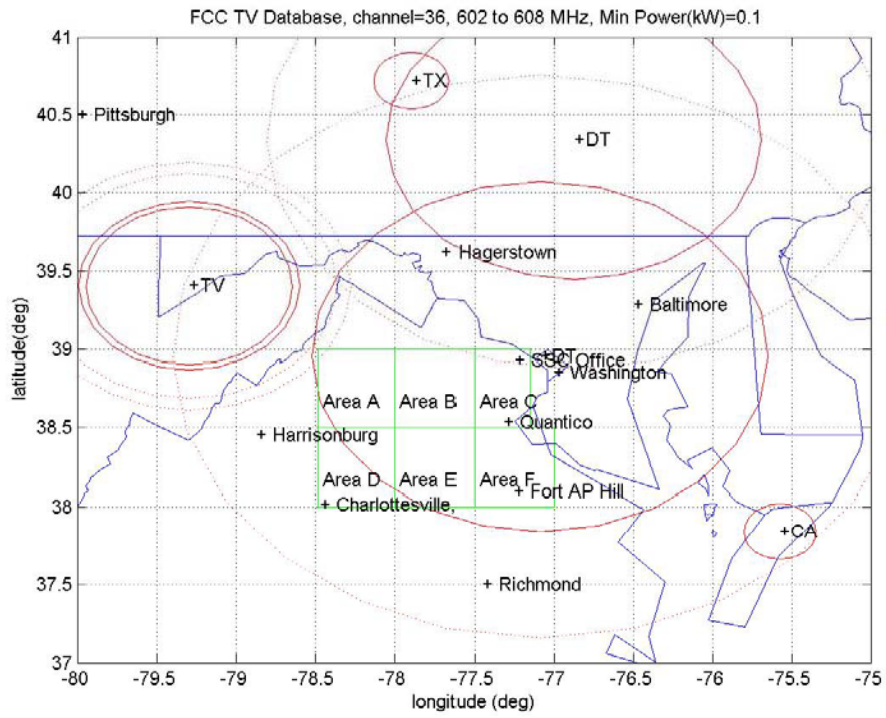 FCC TV Database, channel=36, 602 to 608 MHz, Min Power(kW)=0.1
latitude(deg)
41
40.5
40
39.5
39
38.5
38
37.5
37
TX
Pittsburgh
DT
Hagerstown
TV
Baltimore
DT
SSC Office
Washington
Area A
Area B
Area C
Quantico
Harrisonburg
Area D
Area E
Area F
Fort AP Hill
Charlottesville,
CA
Richmond
-80
-79.5
-79
-78.5
-78
-77.5
-77
-76.5
-76
-75.5
-75
longitude (deg)